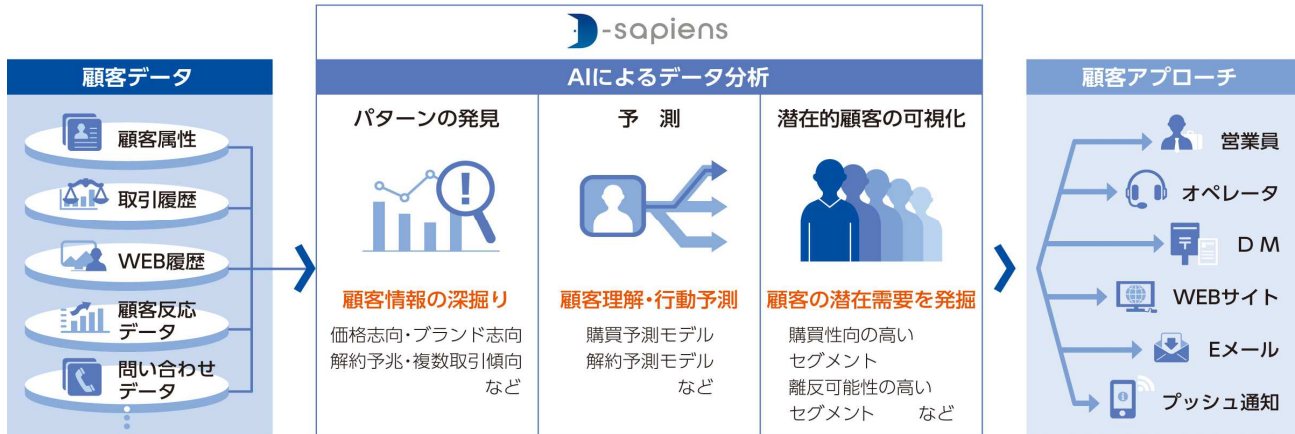 D-sapiens
顧客データ
顧客属性
取引履歴
WEB履歴
顧客反応
データ
問い合わせ
データ
AIによるデータ分析
パターンの発見
顧客情報の深掘り
価格志向・ブランド志向
解約予兆・複数取引傾向
など
予 測
顧客理解・行動予測
購買予測モデル
解約予測モデル
など
潜在的顧客の可視化
顧客の潜在需要を発掘
購買性向の高い
セグメント
離反可能性の高い
セグメント など
顧客アプローチ
営業員
オペレータ
DM
WEBサイト
Eメール
プッシュ通知